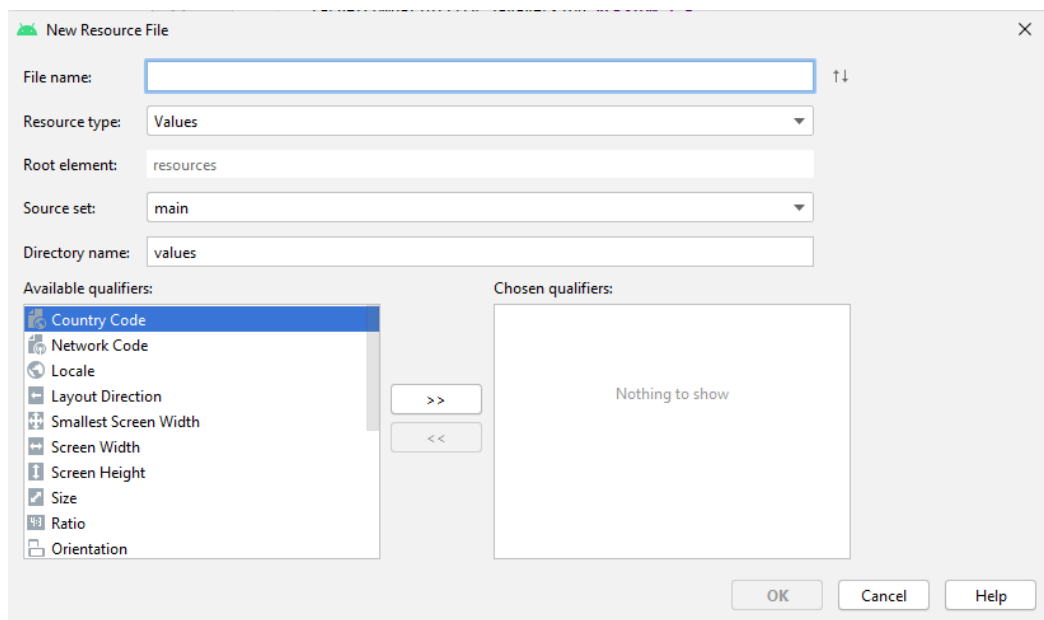 New Resource File
File name:
Resource type: Values
Root element: resources
Source set: main
Directory name: values
Available qualifiers: Chosen qualifiers:
Country Code
Network Code
Locale
Layout Direction
Smallest Screen Width
Screen Width
Screen Height
Size
Ratio
Orientation
>>
<<
Nothing to show
OK Cancel Help